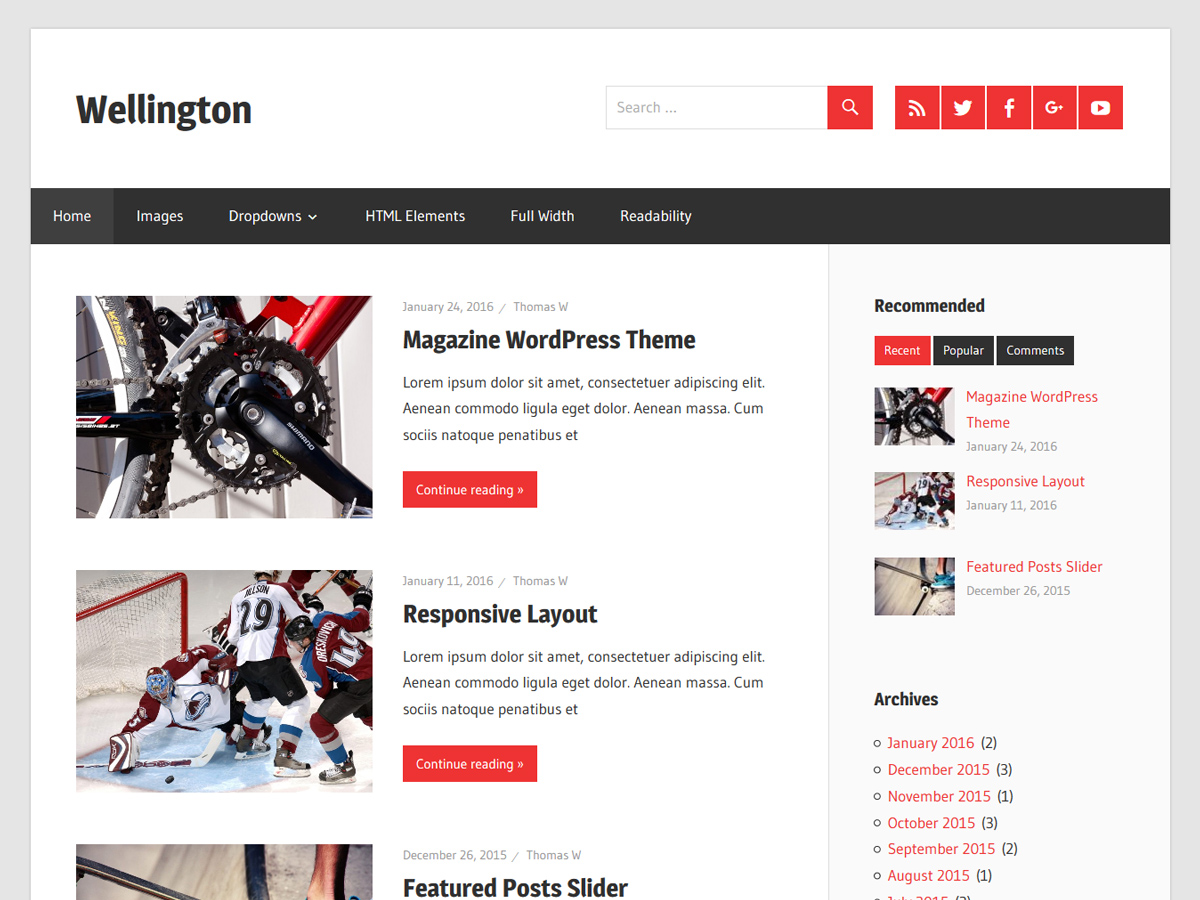 Wellington
Search ...
Home
Images
Dropdowns
HTML Elements
Full Width
Readability
January 24, 2016 / Thomas W
Magazine WordPress Theme
Lorem ipsum dolor sit amet, consectetuer adipiscing elit.
Aenean commodo ligula eget dolor. Aenean massa. Cum
sociis natoque penatibus et
Continue reading »
SHIMANO
January 11, 2016 / Thomas W
Responsive Layout
Lorem ipsum dolor sit amet, consectetuer adipiscing elit.
Aenean commodo ligula eget dolor. Aenean massa. Cum
sociis natoque penatibus et
Continue reading »
29
ORESKOVICH
December 26, 2015 / Thomas W
Featured Posts Slider
Recommended
Recent
Popular
Comments
Magazine WordPress
Theme
January 24, 2016
Responsive Layout
January 11, 2016
Featured Posts Slider
December 26, 2015
Archives
January 2016 (2)
December 2015 (3)
November 2015 (1)
October 2015 (3)
September 2015 (2)
August 2015 (1)